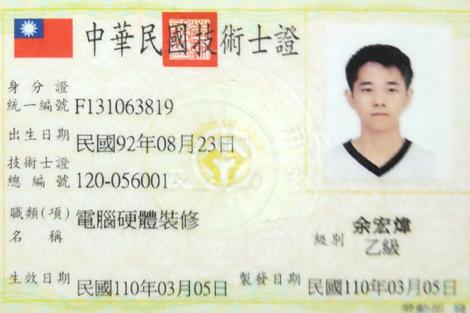 中華民國技術士證
身分證
統一編號 F131063819
出生日期 民國92年08月23日
技術士證
總編號 120-056001
職類(項)
名稱 電腦硬體裝修
余宏煒
級別 乙級
生效日期 民國110年03月05日 製發日期 民國110年03月05日